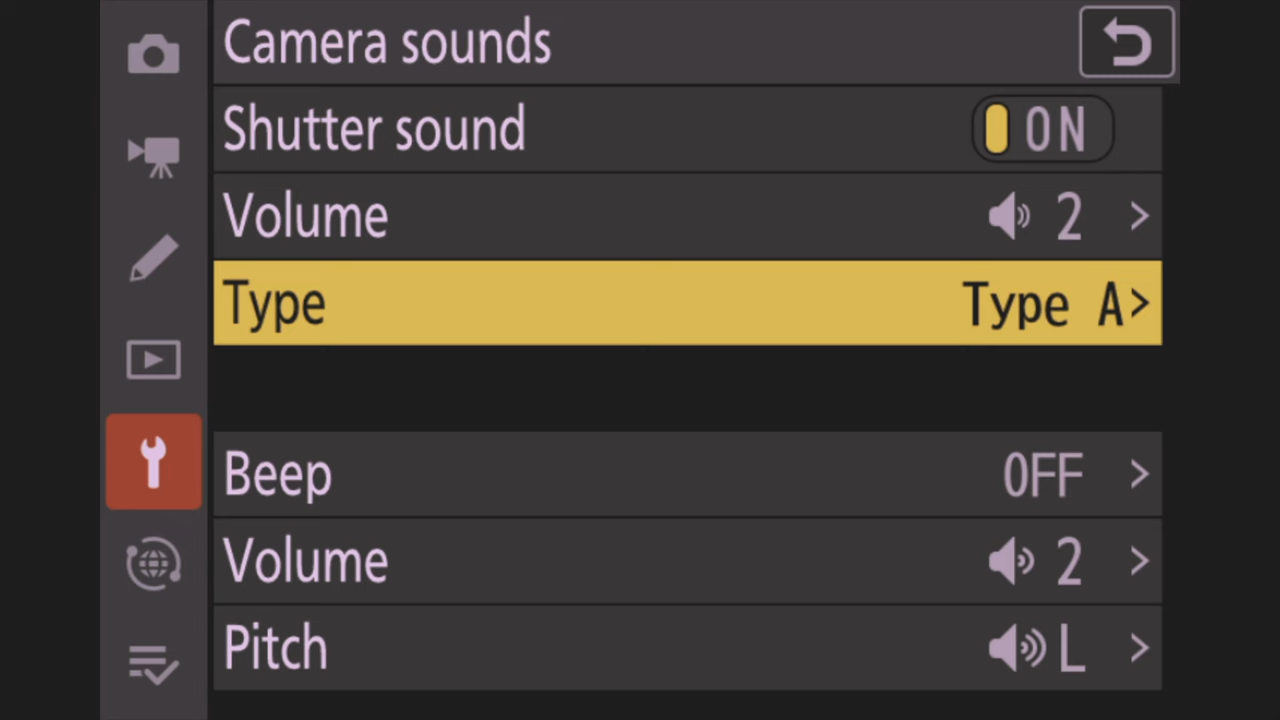 Camera sounds
Shutter sound ON
Volume 2 >
Type Type A>
Beep OFF >
Volume 2 >
Pitch L >